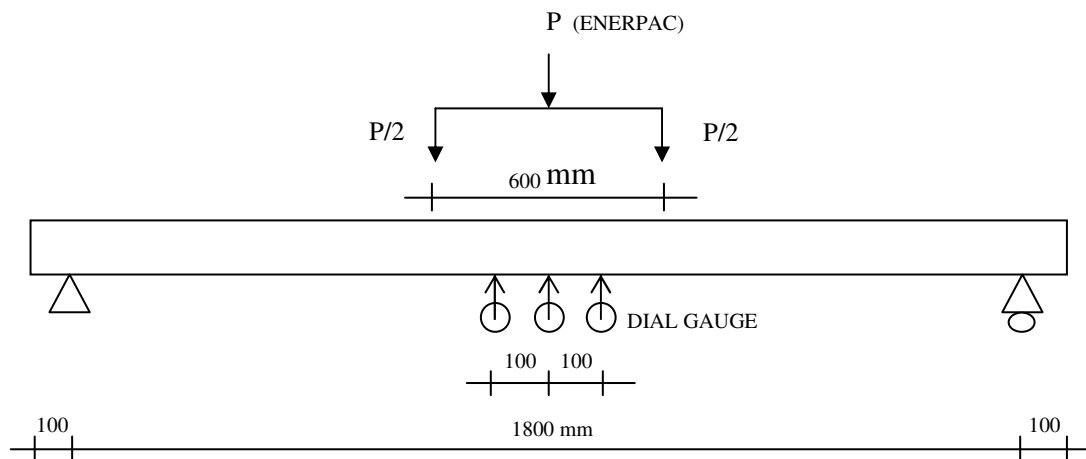 P (ENERPAC)
P/2 P/2
600 mm
DIAL GAUGE
100 100
100 1800 mm 100